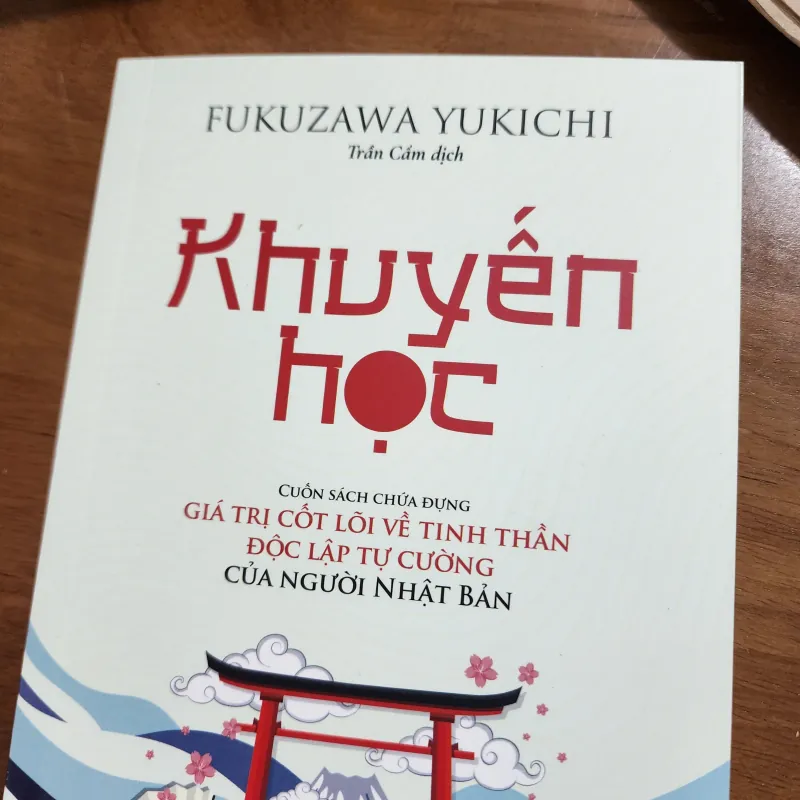 FUKUZAWA YUKICHI
Trần Cẩm dịch
Khuyến
học
CUỐN SÁCH CHỨA ĐỰNG
GIÁ TRỊ CỐT LÕI VỀ TINH THẦN
ĐỘC LẬP TỰ CƯỜNG
CỦA NGƯỜI NHẬT BẢN